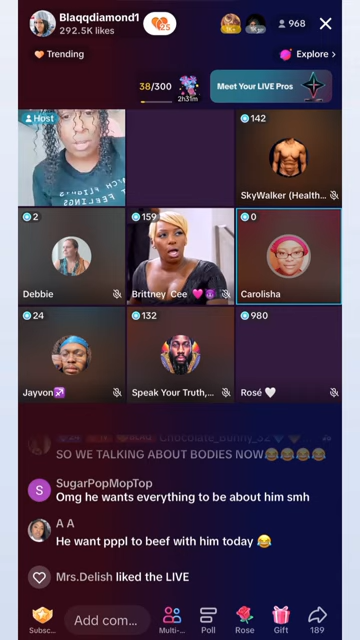 Blaqqdiamond1
292.5K likes
25
968
Trending
Explore >
38/300
2h31m
Meet Your LIVE Pros
Host
142
SkyWalker (Health...
2
Debbie
159
Brittney Cee
0
Carolisha
24
Jayvon
132
Speak Your Truth,...
980
Rosé
Chocolate_Bunny_32
SO WE TALKING ABOUT BODIES NOW😂😂😂😂
SugarPopMopTop
S
Omg he wants everything to be about him smh
A A
He want pppl to beef with him today 😂
Mrs.Delish liked the LIVE
Add com...
Subsc...
Multi-...
Poll
Rose
Gift
189